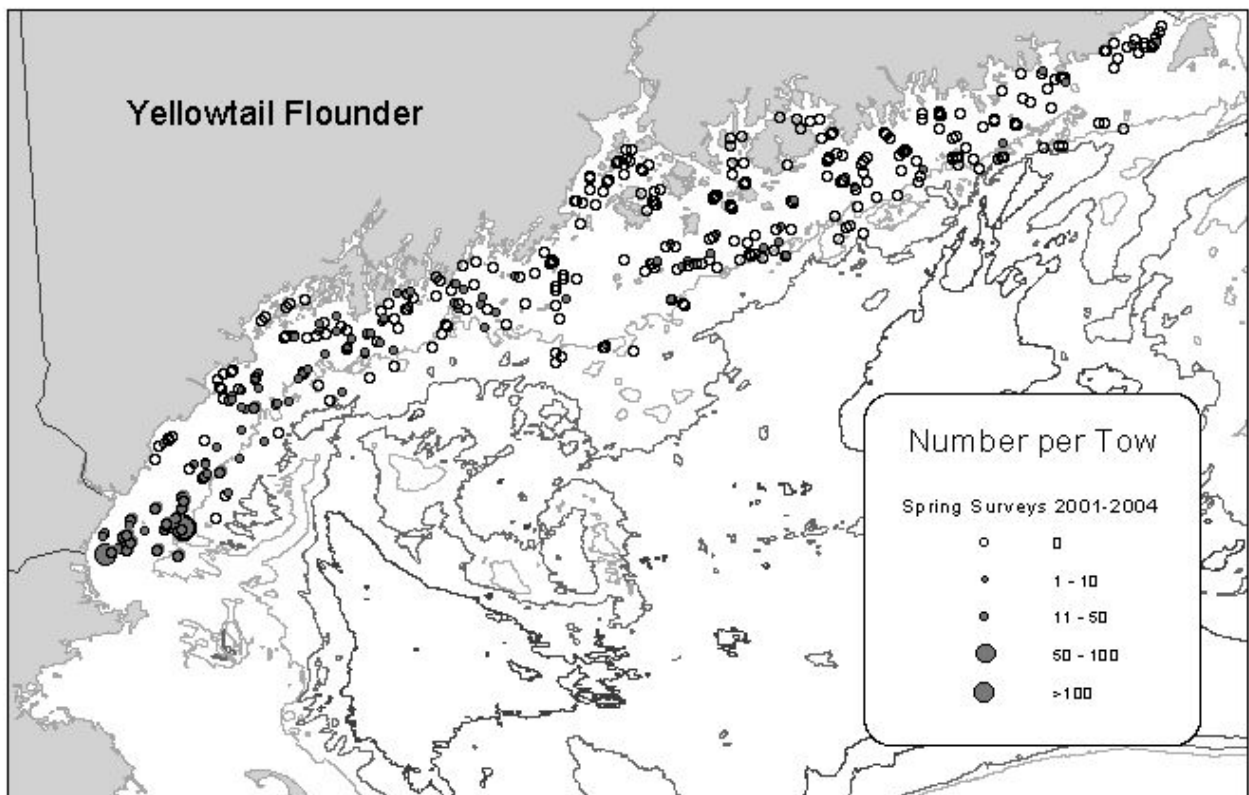 Yellowtail Flounder
Number per Tow
Spring Surveys 2001-2004
0
1 - 10
11 - 50
50 - 100
>100